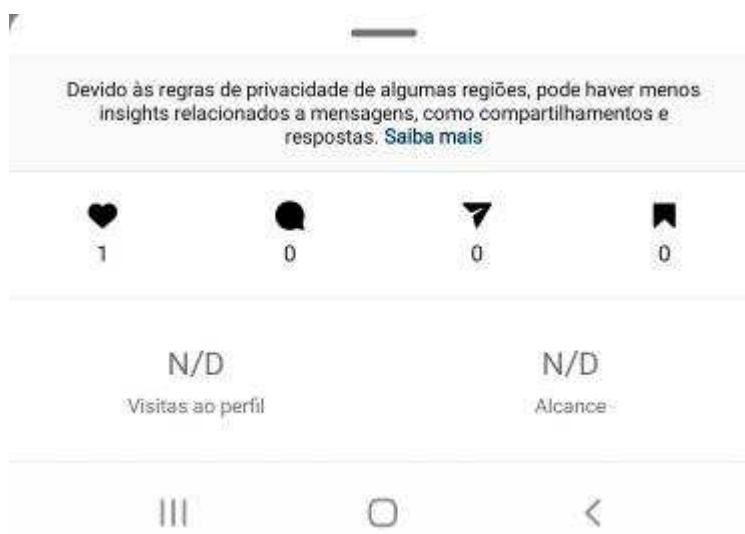 Devido às regras de privacidade de algumas regiões, pode haver menos
insights relacionados a mensagens, como compartilhamentos e
respostas. Saiba mais
1 0 0 0
N/D N/D
Visitas ao perfil Alcance